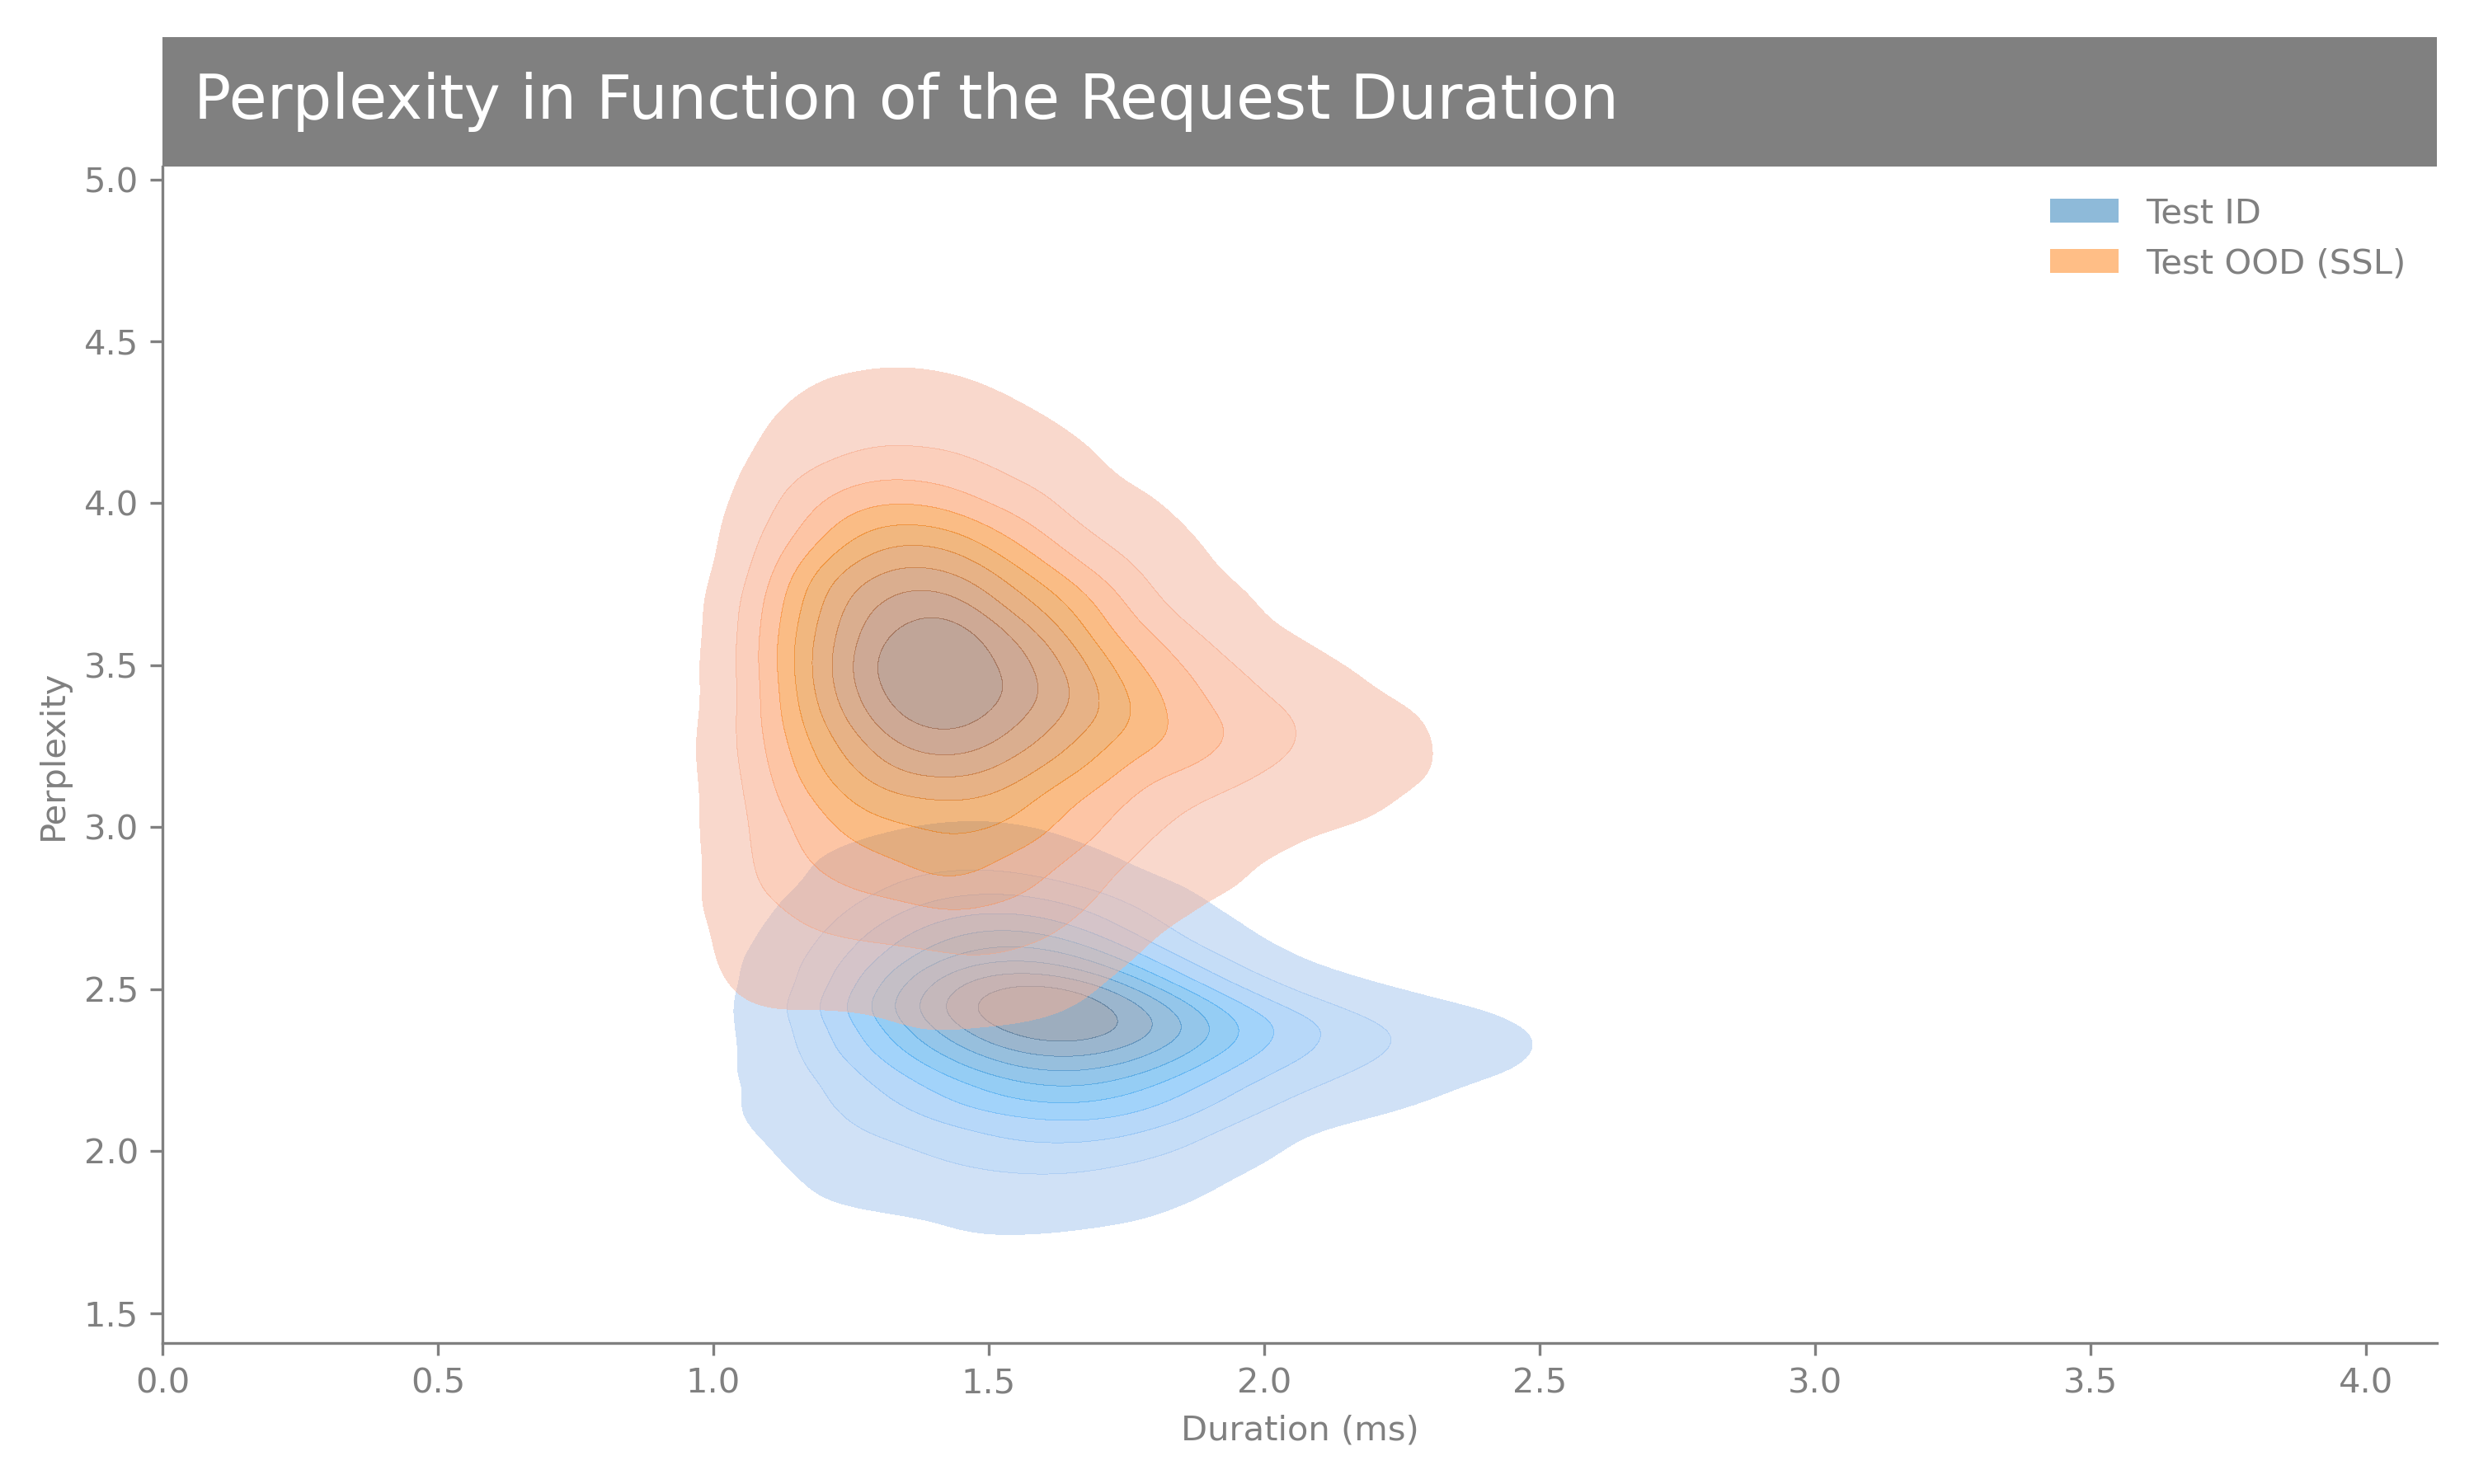 Perplexity in Function of the Request Duration
Test ID
Test OOD (SSL)
5.0
4.5
4.0
3.5
3.0
2.5
2.0
1.5
Perplexity
0.0 0.5 1.0 1.5 2.0 2.5 3.0 3.5 4.0
Duration (ms)